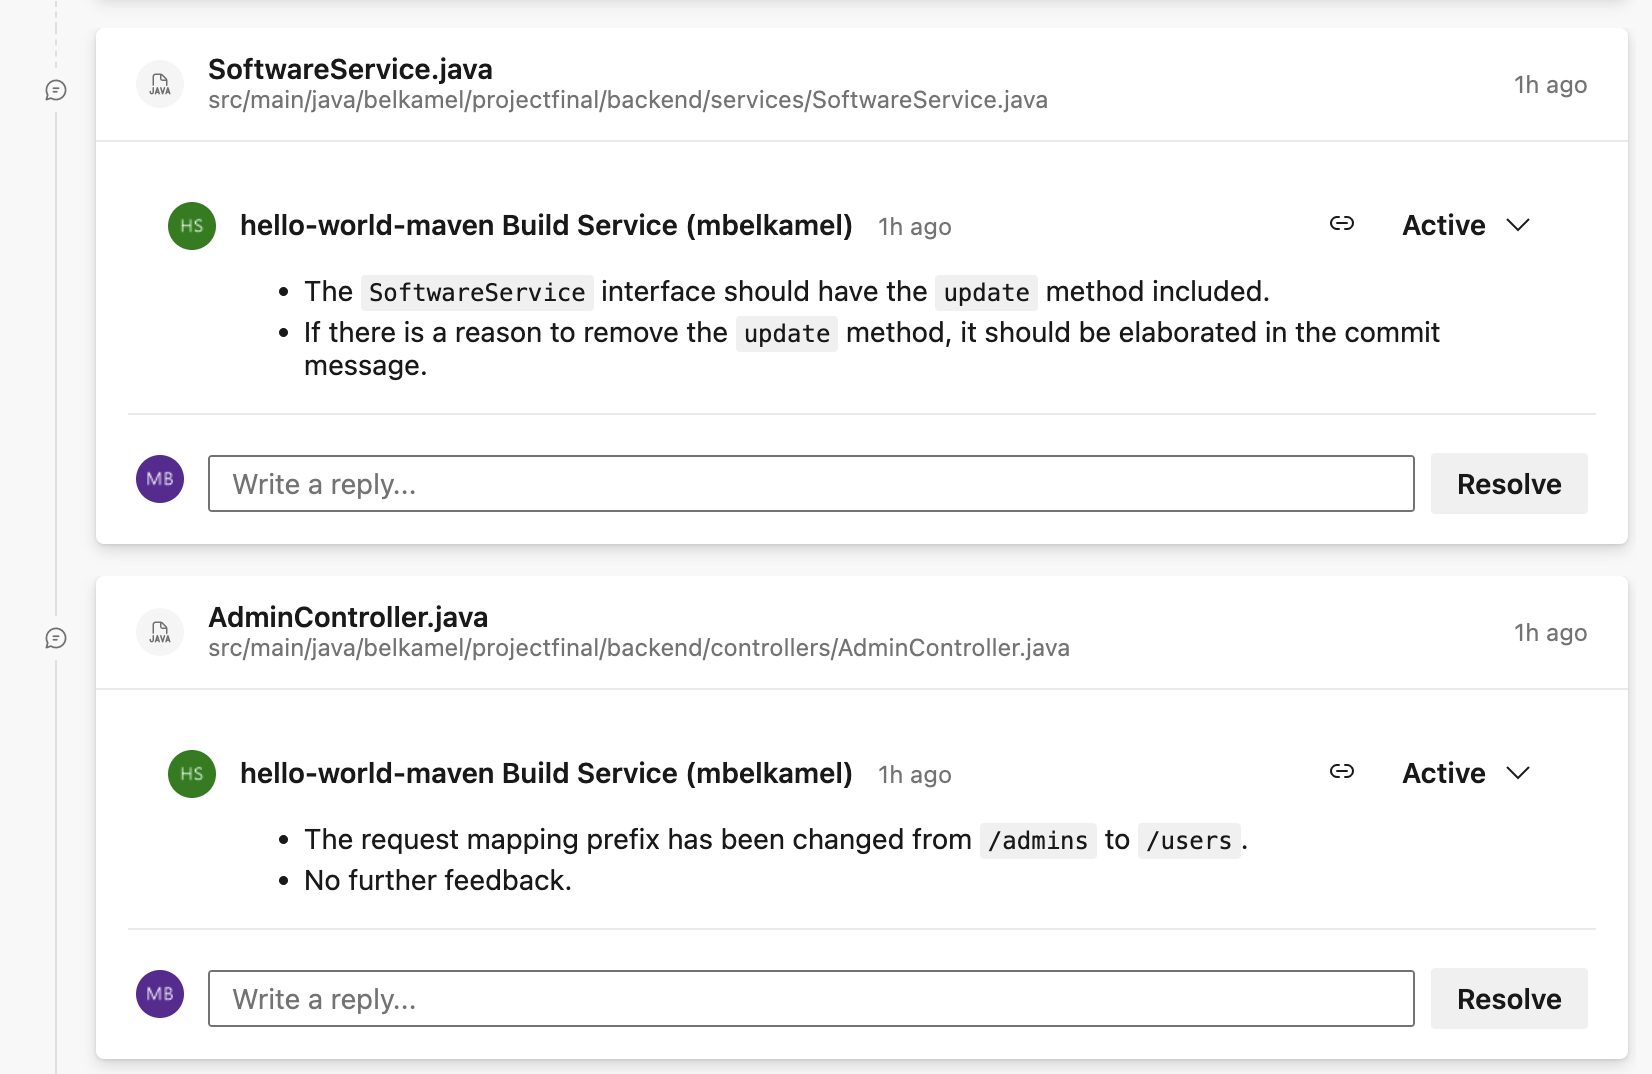 SoftwareService.java
src/main/java/belkamel/projectfinal/backend/services/SoftwareService.java
1h ago
JAVA
HS
hello-world-maven Build Service (mbelkamel) 1h ago
Active
• The SoftwareService interface should have the update method included.
• If there is a reason to remove the update method, it should be elaborated in the commit
message.
MB
Write a reply...
Resolve
AdminController.java
src/main/java/belkamel/projectfinal/backend/controllers/AdminController.java
1h ago
JAVA
HS
hello-world-maven Build Service (mbelkamel) 1h ago
Active
• The request mapping prefix has been changed from /admins to /users.
• No further feedback.
MB
Write a reply...
Resolve